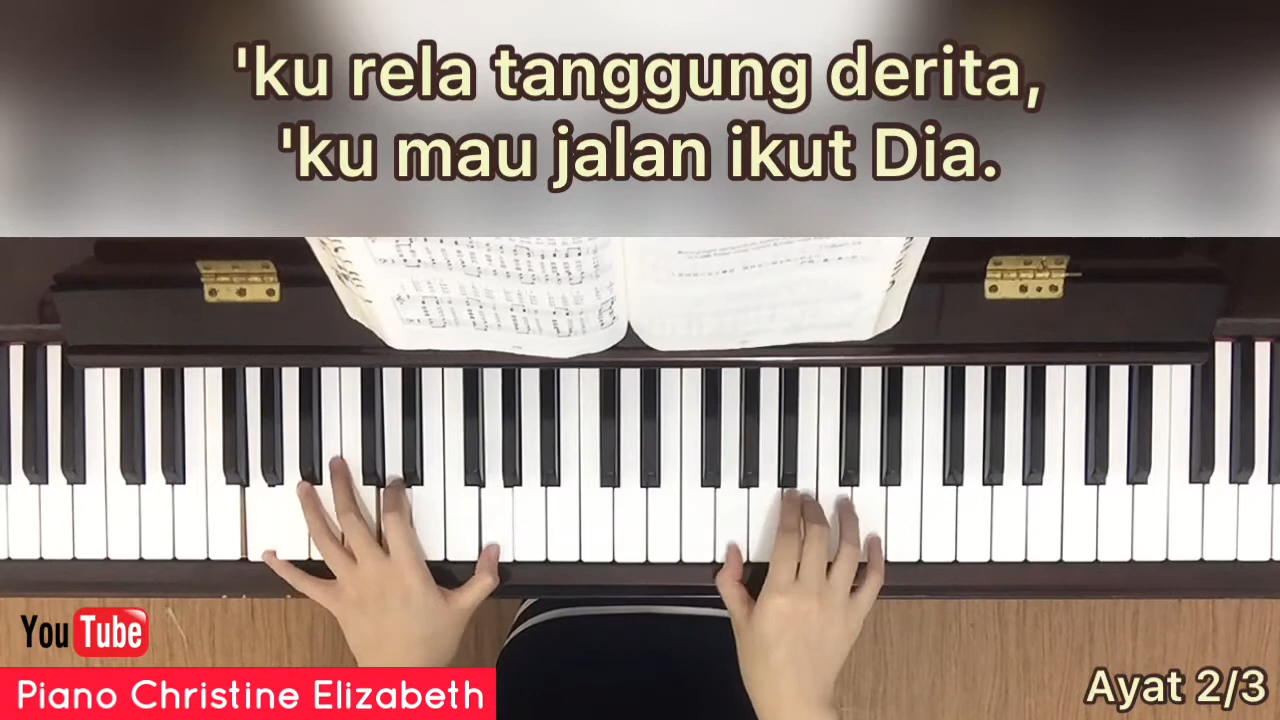 'ku rela tanggung derita,
'ku mau jalan ikut Dia.
YouTube
Piano Christine Elizabeth
Ayat 2/3